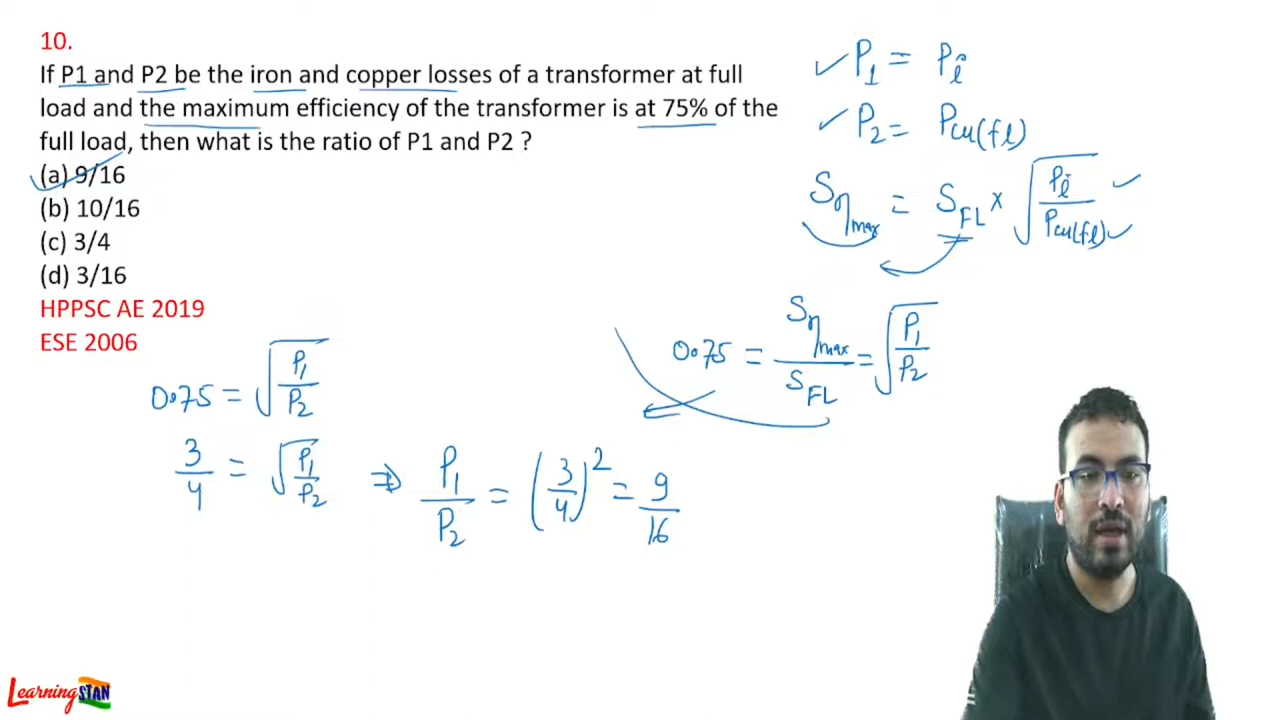 10.
If P1 and P2 be the iron and copper losses of a transformer at full
load and the maximum efficiency of the transformer is at 75% of the
full load, then what is the ratio of P1 and P2 ?
(a) 9/16
(b) 10/16
(c) 3/4
(d) 3/16
HPPSC AE 2019
ESE 2006
✓ P₁ = Pi
✓ P₂ = Pcu(fl)
Sηmax = SFL × √(Pi/Pcu(fl)) ✓ ✓
0.75 = Sηmax/SFL = √(P₁/P₂)
0.75 = √(P₁/P₂)
3/4 = √(P₁/P₂) ⇒ P₁/P₂ = (3/4)² = 9/16
LearningSTAN